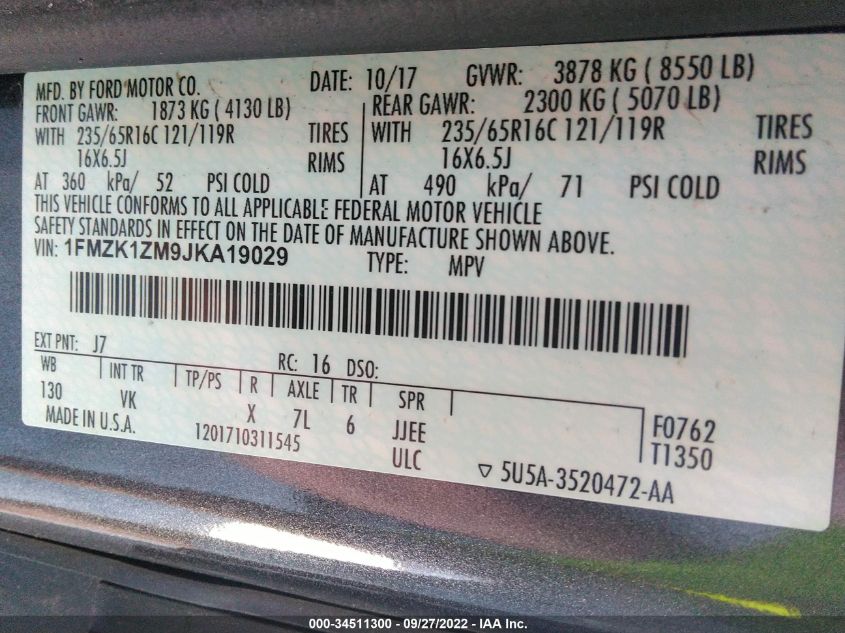 MFD. BY FORD MOTOR CO. DATE: 10/17 GVWR: 3878 KG ( 8550 LB)
FRONT GAWR: 1873 KG ( 4130 LB) REAR GAWR: 2300 KG ( 5070 LB)
WITH 235/65R16C 121/119R TIRES WITH 235/65R16C 121/119R TIRES
16X6.5J RIMS 16X6.5J RIMS
AT 360 kPa/ 52 PSI COLD AT 490 kPa/ 71 PSI COLD
THIS VEHICLE CONFORMS TO ALL APPLICABLE FEDERAL MOTOR VEHICLE
SAFETY STANDARDS IN EFFECT ON THE DATE OF MANUFACTURE SHOWN ABOVE.
VIN: 1FMZK1ZM9JKA19029 TYPE: MPV
EXT PNT: J7 RC: 16 DSO:
WB INT TR TP/PS R AXLE TR SPR
130 VK X 7L 6 JJEE F0762
MADE IN U.S.A. 1201710311545 ULC T1350
▽ 5U5A-3520472-AA
000-34511300 - 09/27/2022 - IAA Inc.